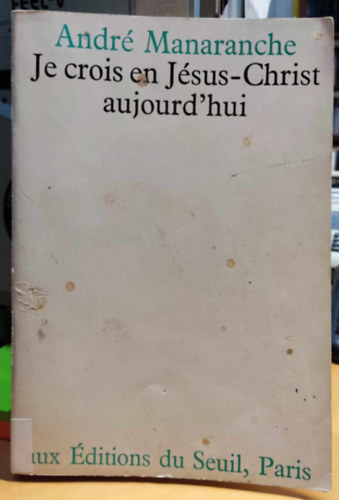 André Manaranche
Je crois en Jésus-Christ
aujourd'hui
aux Éditions du Seuil, Paris